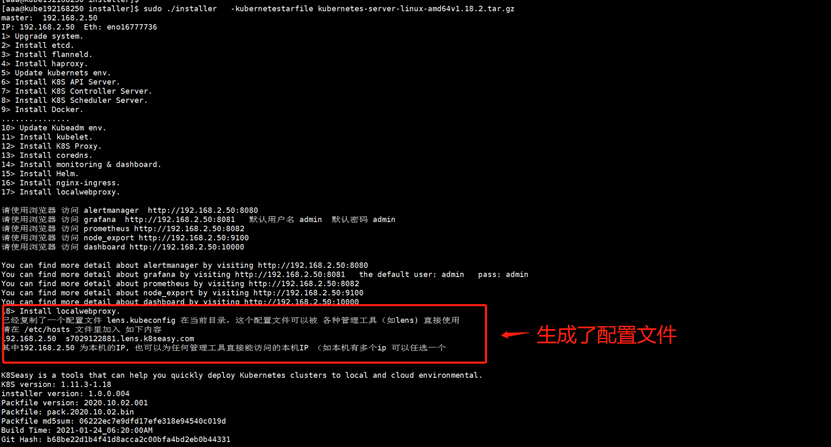 [aaa@kube192168250 installer]$
[aaa@kube192168250 installer]$ sudo ./installer   -kubernetestarfile kubernetes-server-linux-amd64v1.18.2.tar.gz
master:  192.168.2.50
IP: 192.168.2.50  Eth: eno16777736
1> Upgrade system.
2> Install etcd.
3> Install flanneld.
4> Install haproxy.
5> Update kubernets env.
6> Install K8S API Server.
7> Install K8S Controller Server.
8> Install K8S Scheduler Server.
9> Install Docker.
...............
10> Update Kubeadm env.
11> Install kubelet.
12> Install K8S Proxy.
13> Install coredns.
14> Install monitoring & dashboard.
15> Install Helm.
16> Install nginx-ingress.
17> Install localwebproxy.
请使用浏览器 访问 alertmanager  http://192.168.2.50:8080
请使用浏览器 访问 grafana  http://192.168.2.50:8081   默认用户名 admin  默认密码 admin
请使用浏览器 访问 prometheus http://192.168.2.50:8082
请使用浏览器 访问 node_export http://192.168.2.50:9100
请使用浏览器 访问 dashboard http://192.168.2.50:10000
You can find more detail about alertmanager by visiting http://192.168.2.50:8080
You can find more detail about grafana by visiting http://192.168.2.50:8081   the default user: admin   pass: admin
You can find more detail about prometheus by visiting http://192.168.2.50:8082
You can find more detail about node_export by visiting http://192.168.2.50:9100
You can find more detail about dashboard by visiting http://192.168.2.50:10000
18> Install localwebproxy.
已经复制了一个配置文件 lens.kubeconfig 在当前目录, 这个配置文件可以被 各种管理工具（如lens）直接使用
请在 /etc/hosts 文件里加入 如下内容
192.168.2.50  s7029122881.lens.k8seasy.com
其中192.168.2.50 为本机的IP，也可以为任何管理工具直接能访问的本机IP （如本机有多个ip 可以任选一个
生成了配置文件
K8Seasy is a tools that can help you quickly deploy Kubernetes clusters to local and cloud environmental.
K8S version: 1.11.3-1.18
installer version: 1.0.0.004
Packfile version: 2020.10.02.001
Packfile: pack.2020.10.02.bin
Packfile md5sum: 06222ec7e9dfd17efe318e94540c019d
Build Time: 2021-01-24_06:20:00AM
Git Hash: b68be22d1b4f41d8acca2c00bfa4bd2eb0b44331